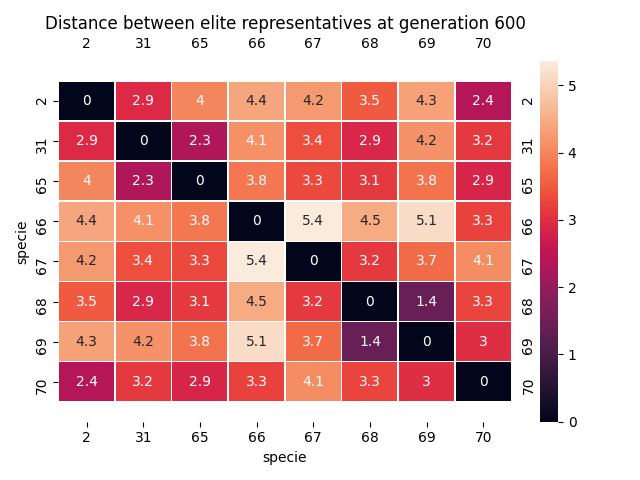 Distance between elite representatives at generation 600
2 31 65 66 67 68 69 70
2 0 2.9 4 4.4 4.2 3.5 4.3 2.4 2
31 2.9 0 2.3 4.1 3.4 2.9 4.2 3.2 31
65 4 2.3 0 3.8 3.3 3.1 3.8 2.9 65
66 4.4 4.1 3.8 0 5.4 4.5 5.1 3.3 66
67 4.2 3.4 3.3 5.4 0 3.2 3.7 4.1 67
68 3.5 2.9 3.1 4.5 3.2 0 1.4 3.3 68
69 4.3 4.2 3.8 5.1 3.7 1.4 0 3 69
70 2.4 3.2 2.9 3.3 4.1 3.3 3 0 70
2 31 65 66 67 68 69 70
specie
specie
5
4
3
2
1
0